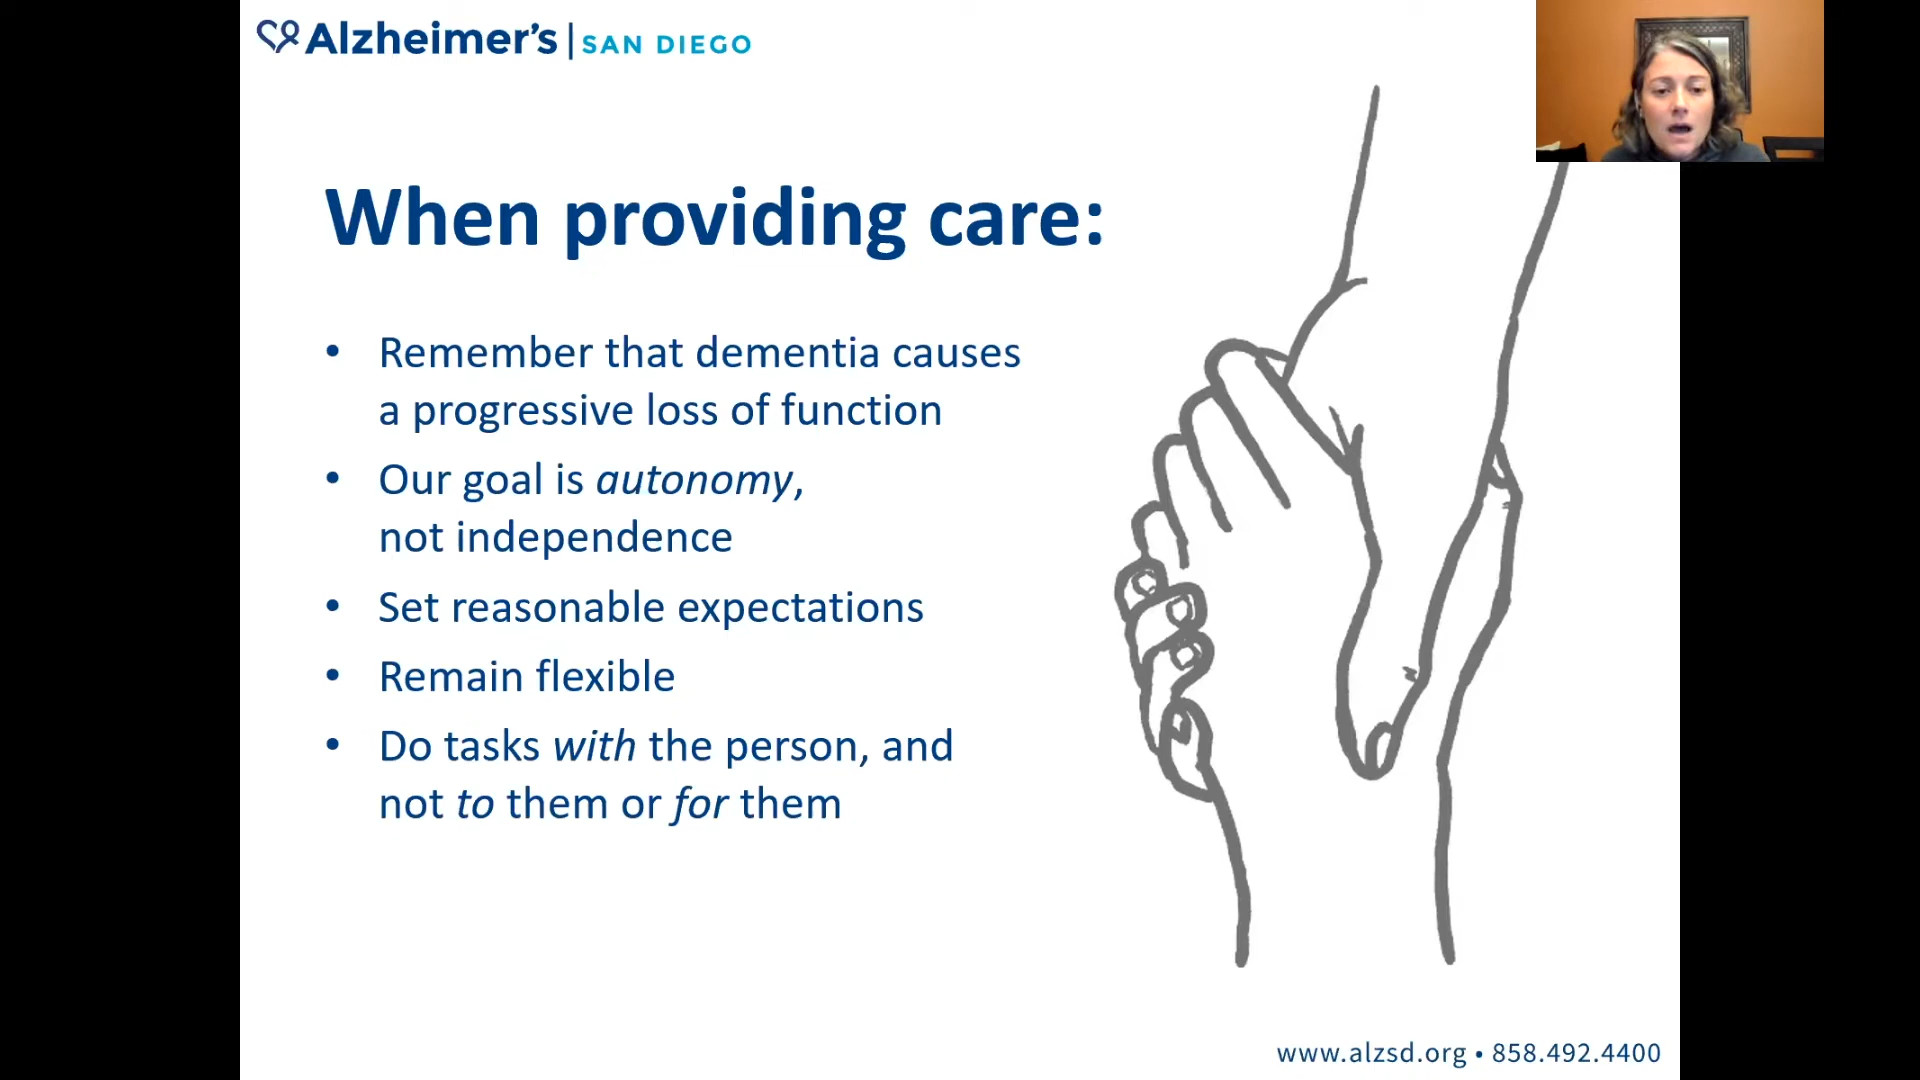 Alzheimer's | SAN DIEGO
When providing care:
• Remember that dementia causes
a progressive loss of function
• Our goal is autonomy,
not independence
• Set reasonable expectations
• Remain flexible
• Do tasks with the person, and
not to them or for them
www.alzsd.org • 858.492.4400